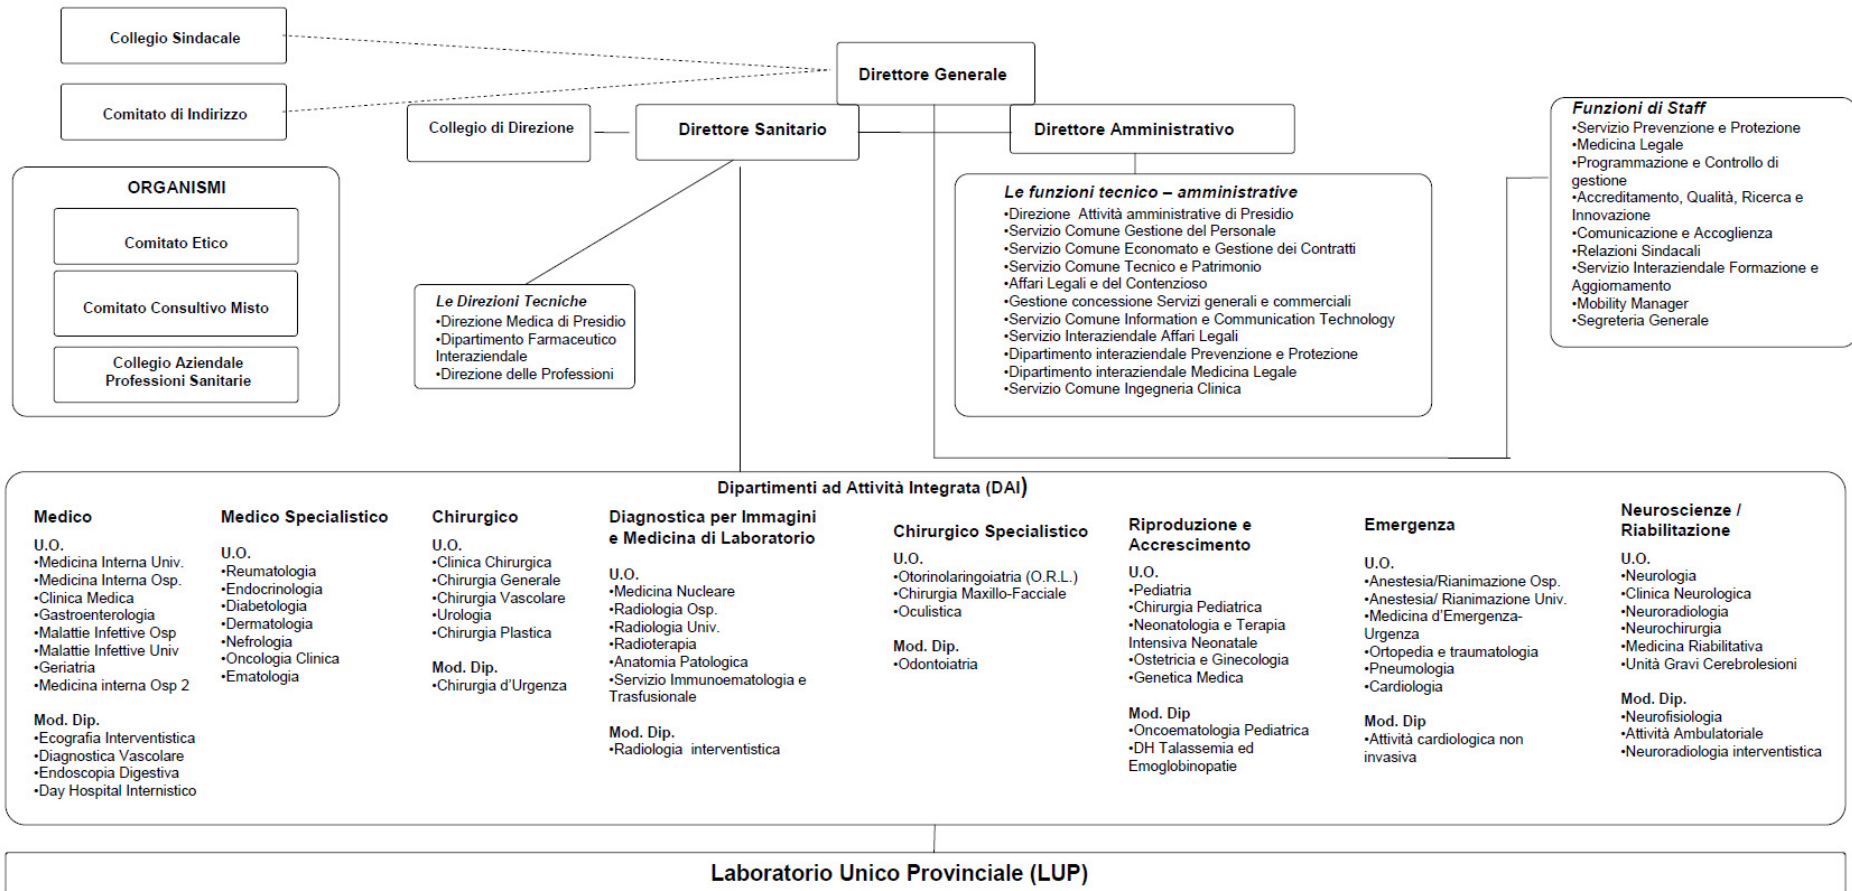 Collegio Sindacale
Comitato di Indirizzo
Direttore Generale
Collegio di Direzione
Direttore Sanitario
Direttore Amministrativo
ORGANISMI
Comitato Etico
Comitato Consultivo Misto
Collegio Aziendale
Professioni Sanitarie
Le Direzioni Tecniche
•Direzione Medica di Presidio
•Dipartimento Farmaceutico
Interaziendale
•Direzione delle Professioni
Le funzioni tecnico – amministrative
•Direzione Attività amministrative di Presidio
•Servizio Comune Gestione del Personale
•Servizio Comune Economato e Gestione dei Contratti
•Servizio Comune Tecnico e Patrimonio
•Affari Legali e del Contenzioso
•Gestione concessione Servizi generali e commerciali
•Servizio Comune Information e Communication Technology
•Servizio Interaziendale Affari Legali
•Dipartimento interaziendale Prevenzione e Protezione
•Dipartimento interaziendale Medicina Legale
•Servizio Comune Ingegneria Clinica
Funzioni di Staff
•Servizio Prevenzione e Protezione
•Medicina Legale
•Programmazione e Controllo di
gestione
•Accreditamento, Qualità, Ricerca e
Innovazione
•Comunicazione e Accoglienza
•Relazioni Sindacali
•Servizio Interaziendale Formazione e
Aggiornamento
•Mobility Manager
•Segreteria Generale
Dipartimenti ad Attività Integrata (DAI)
Medico
U.O.
•Medicina Interna Univ.
•Medicina Interna Osp.
•Clinica Medica
•Gastroenterologia
•Malattie Infettive Osp
•Malattie Infettive Univ
•Geriatria
•Medicina interna Osp 2
Mod. Dip.
•Ecografia Interventistica
•Diagnostica Vascolare
•Endoscopia Digestiva
•Day Hospital Internistico
Medico Specialistico
U.O.
•Reumatologia
•Endocrinologia
•Diabetologia
•Dermatologia
•Nefrologia
•Oncologia Clinica
•Ematologia
Chirurgico
U.O.
•Clinica Chirurgica
•Chirurgia Generale
•Chirurgia Vascolare
•Urologia
•Chirurgia Plastica
Mod. Dip.
•Chirurgia d'Urgenza
Diagnostica per Immagini
e Medicina di Laboratorio
U.O.
•Medicina Nucleare
•Radiologia Osp.
•Radiologia Univ.
•Radioterapia
•Anatomia Patologica
•Servizio Immunoematologia e
Trasfusionale
Mod. Dip.
•Radiologia interventistica
Chirurgico Specialistico
U.O.
•Otorinolaringoiatria (O.R.L.)
•Chirurgia Maxillo-Facciale
•Oculistica
Mod. Dip.
•Odontoiatria
Riproduzione e
Accrescimento
U.O.
•Pediatria
•Chirurgia Pediatrica
•Neonatologia e Terapia
Intensiva Neonatale
•Ostetricia e Ginecologia
•Genetica Medica
Mod. Dip
•Oncoematologia Pediatrica
•DH Talassemia ed
Emoglobinopatie
Emergenza
U.O.
•Anestesia/Rianimazione Osp.
•Anestesia/ Rianimazione Univ.
•Medicina d'Emergenza-
Urgenza
•Ortopedia e traumatologia
•Pneumologia
•Cardiologia
Mod. Dip
•Attività cardiologica non
invasiva
Neuroscienze /
Riabilitazione
U.O.
•Neurologia
•Clinica Neurologica
•Neuroradiologia
•Neurochirurgia
•Medicina Riabilitativa
•Unità Gravi Cerebrolesioni
Mod. Dip.
•Neurofisiologia
•Attività Ambulatoriale
•Neuroradiologia interventistica
Laboratorio Unico Provinciale (LUP)